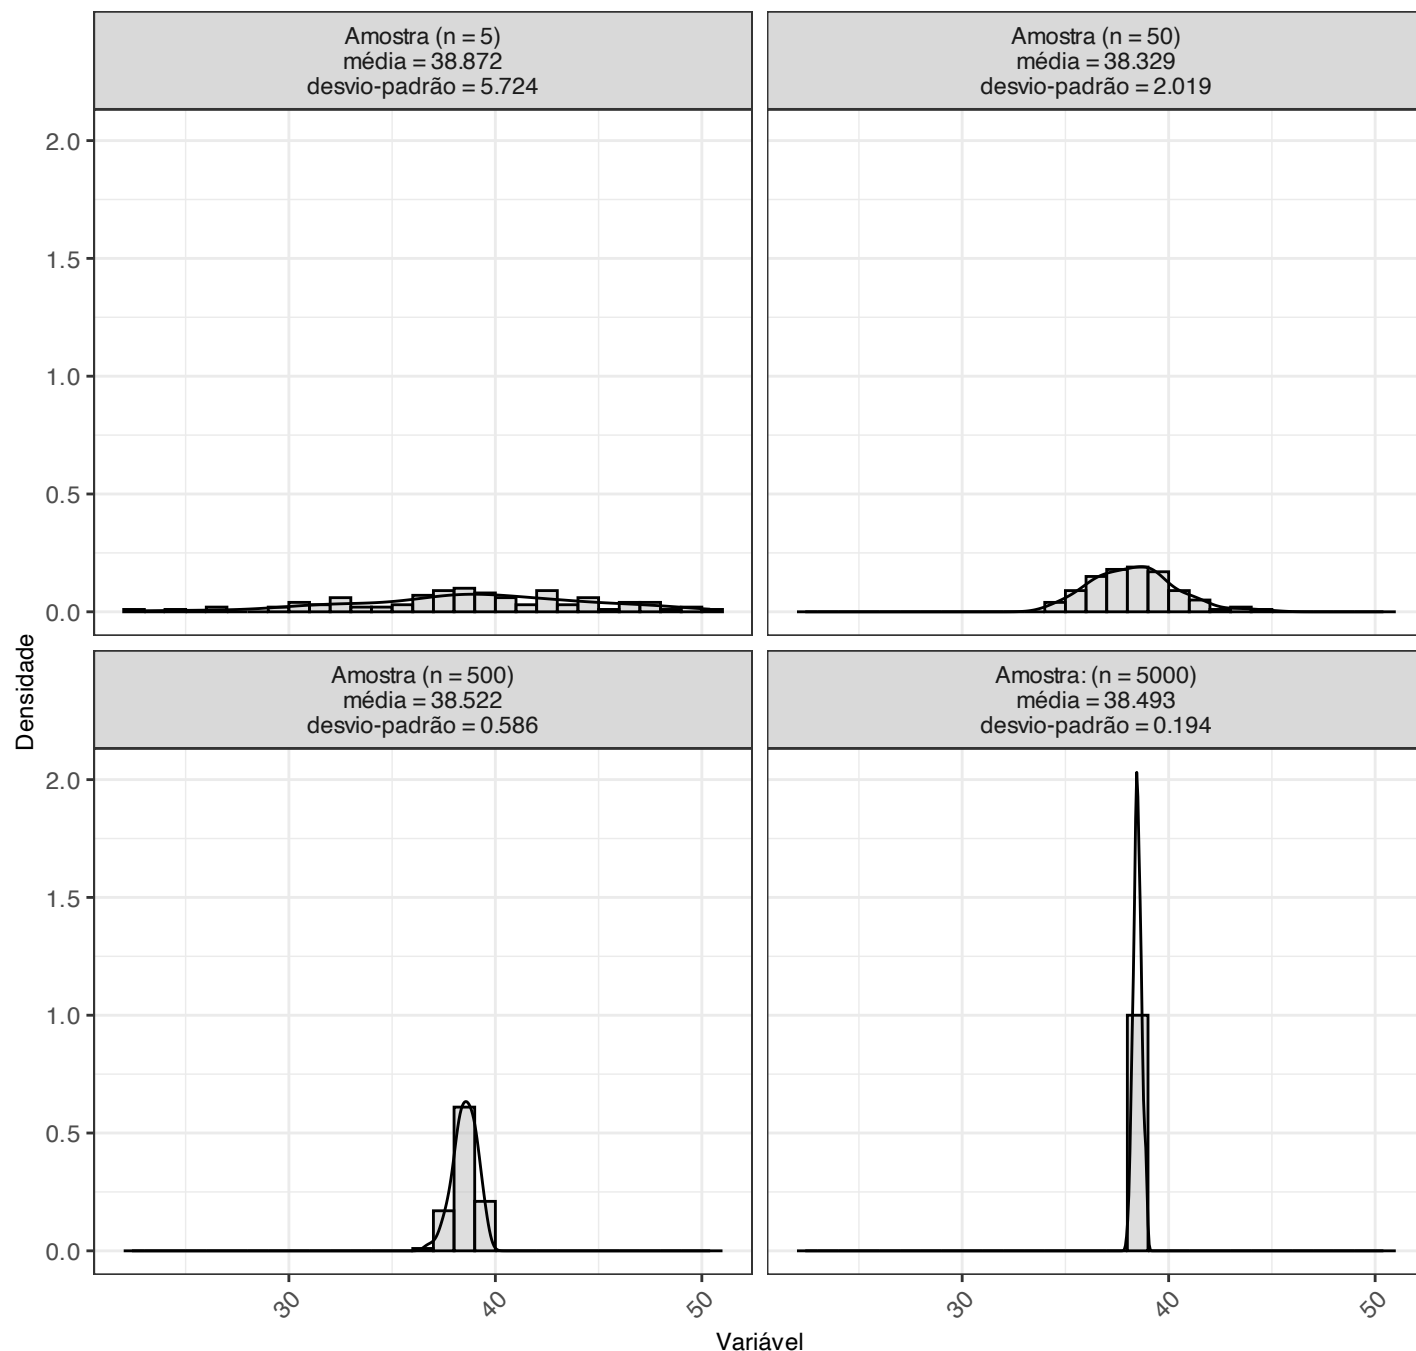 Amostra (n = 5)
média = 38.872
desvio-padrão = 5.724
Amostra (n = 50)
média = 38.329
desvio-padrão = 2.019
2.0
1.5
1.0
0.5
0.0
Amostra (n = 500)
média = 38.522
desvio-padrão = 0.586
Amostra: (n = 5000)
média = 38.493
desvio-padrão = 0.194
2.0
1.5
1.0
0.5
0.0
Densidade
30
40
50
30
40
50
Variável